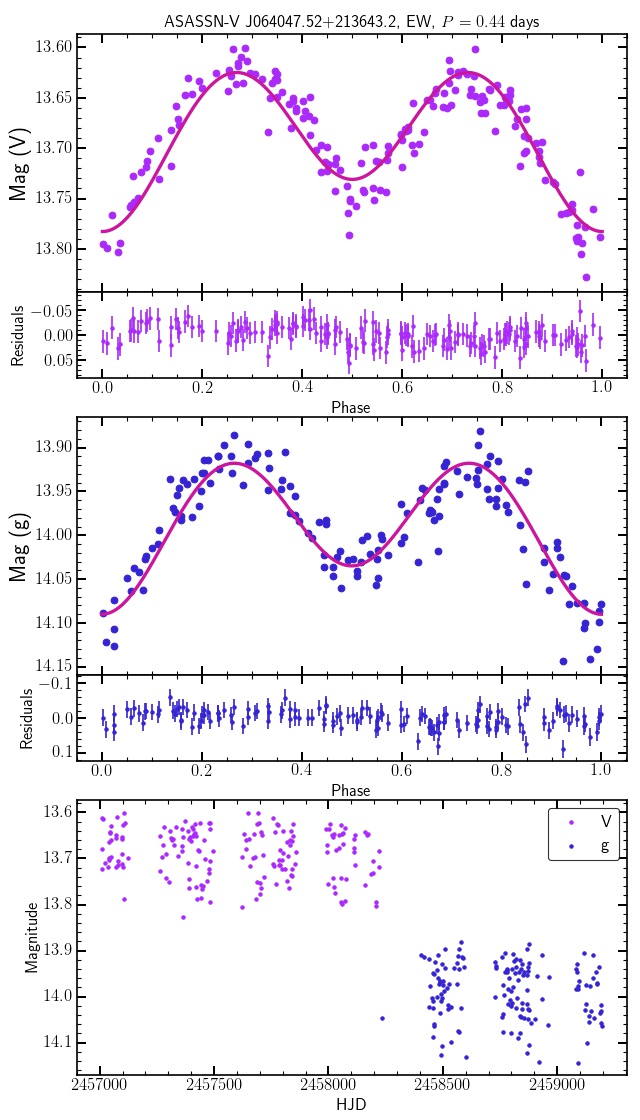 ASASSN-V J064047.52+213643.2, EW, P = 0.44 days
13.60
13.65
13.70
13.75
13.80
Mag (V)
−0.05
0.00
0.05
Residuals
0.0 0.2 0.4 0.6 0.8 1.0
Phase
13.90
13.95
14.00
14.05
14.10
14.15
Mag (g)
−0.1
0.0
0.1
Residuals
0.0 0.2 0.4 0.6 0.8 1.0
Phase
13.6
13.7
13.8
13.9
14.0
14.1
Magnitude
V
g
2457000 2457500 2458000 2458500 2459000
HJD